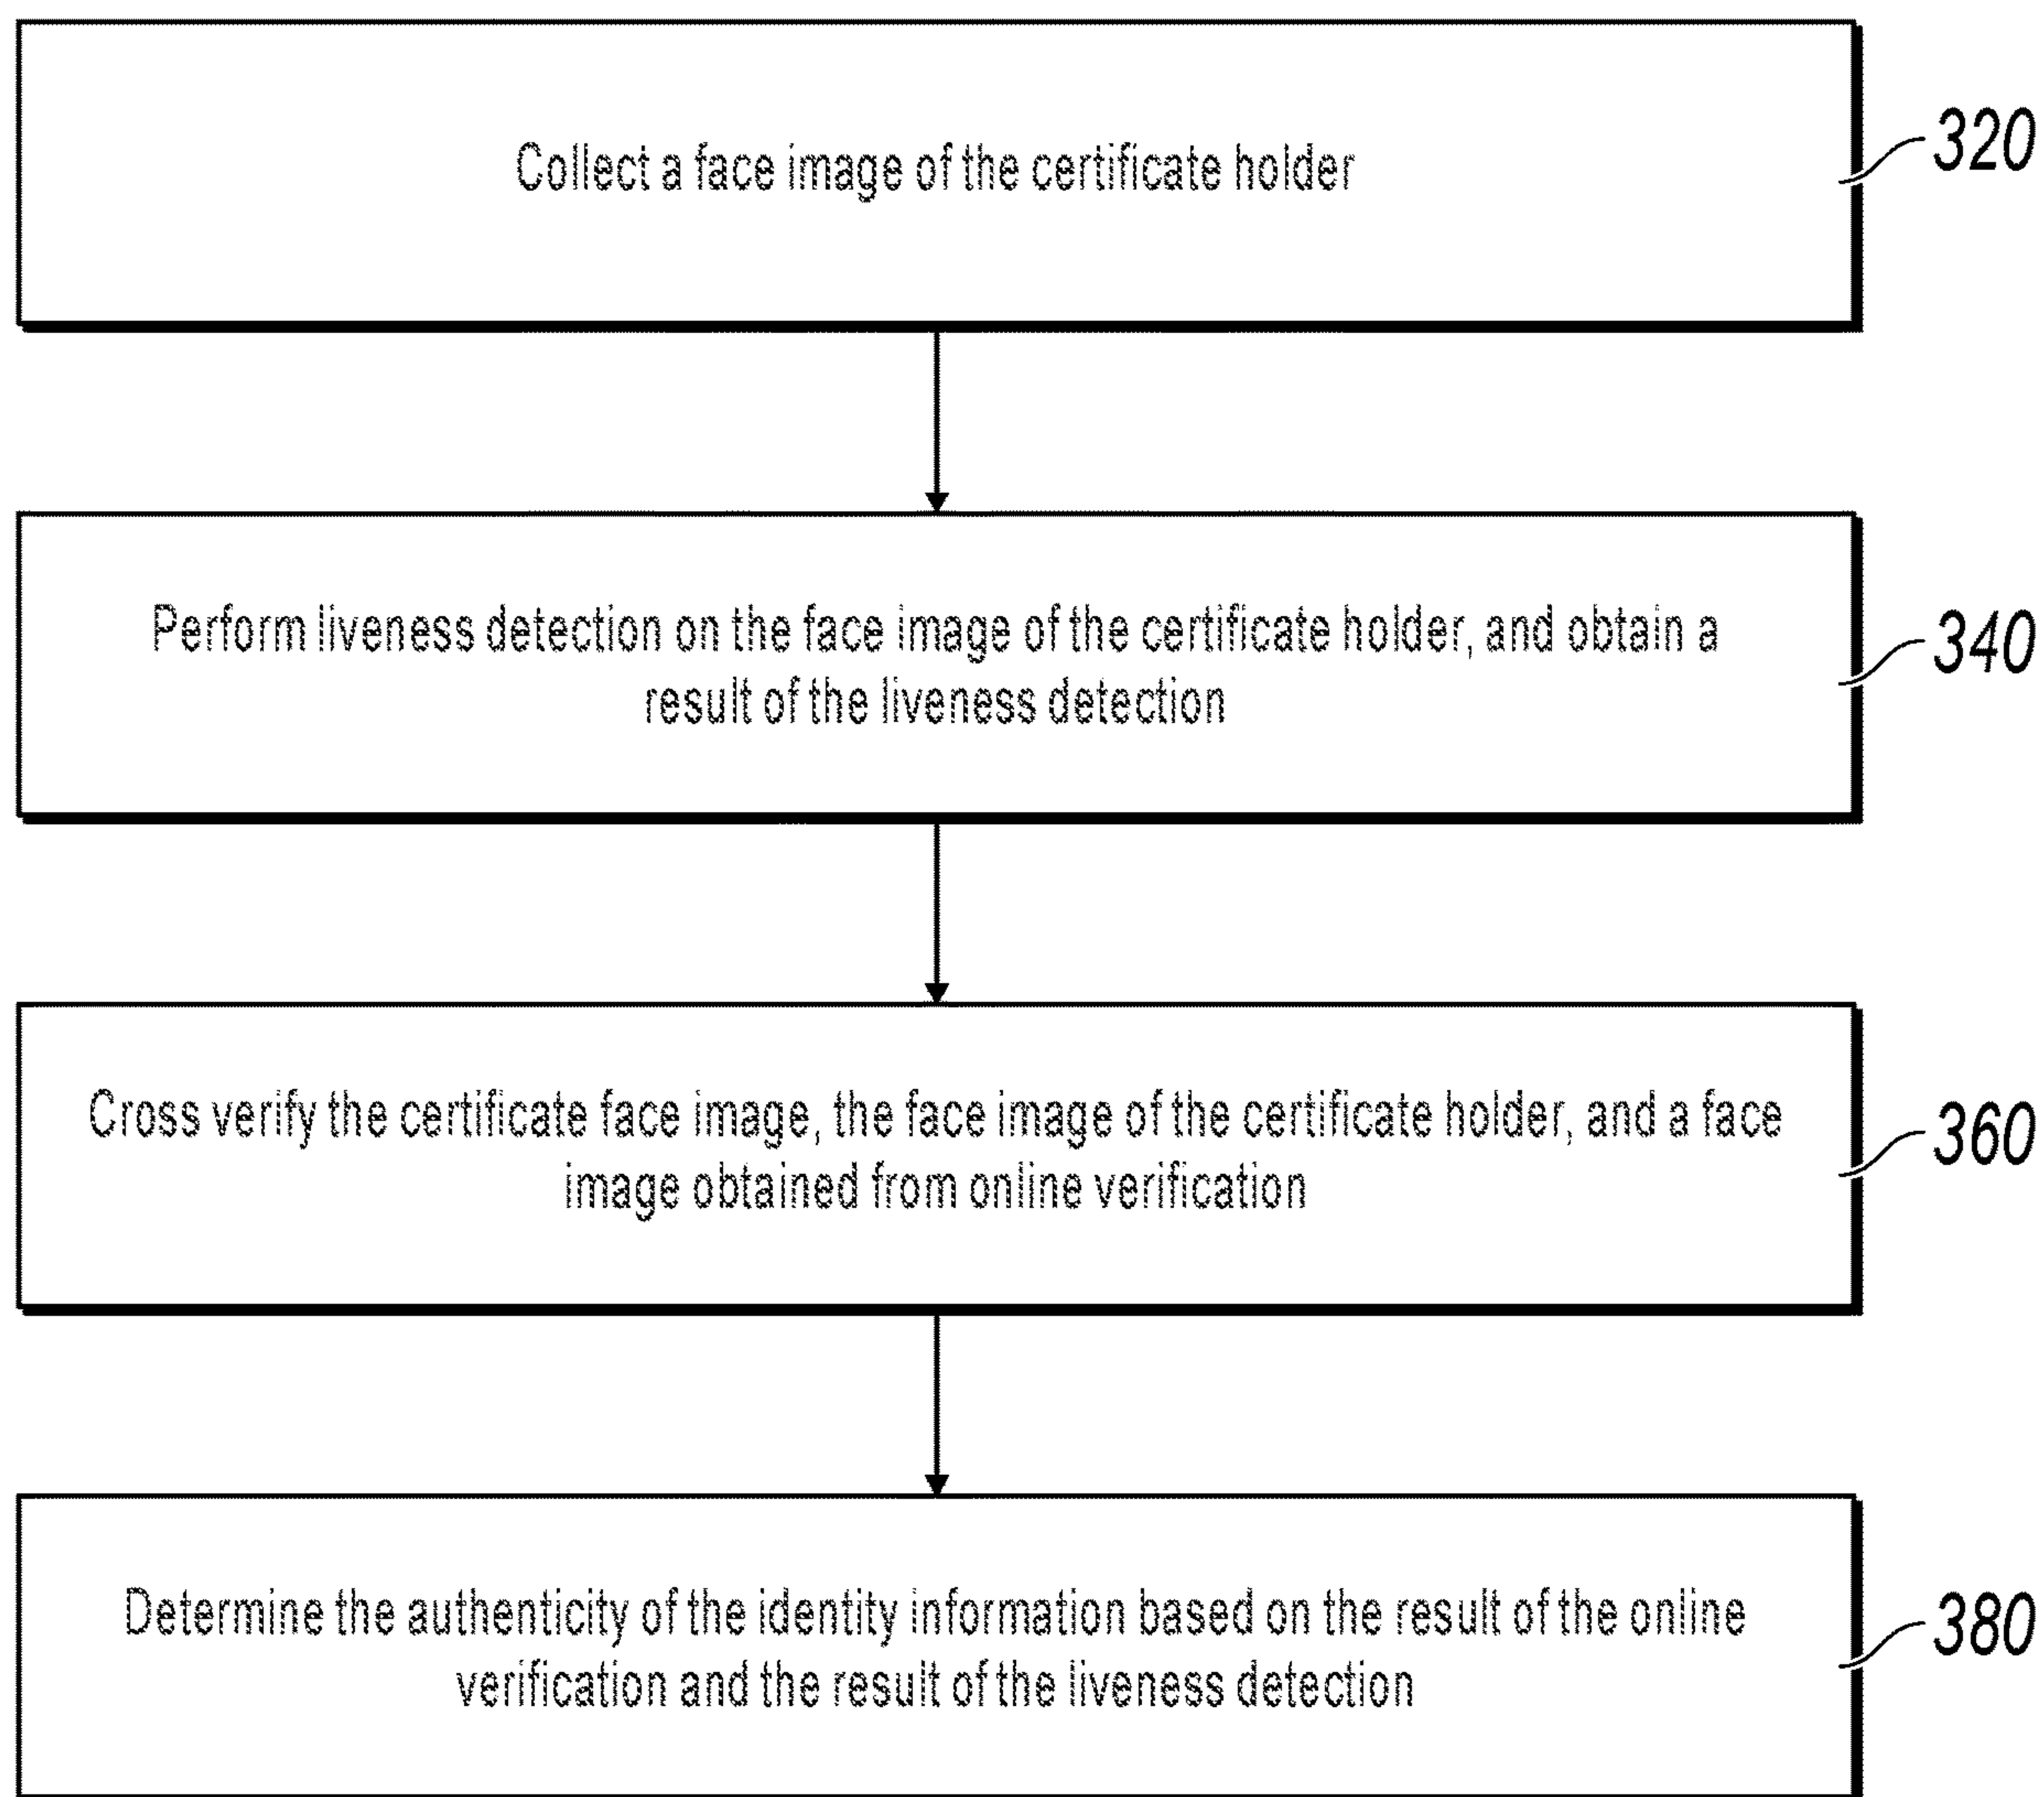 Collect a face image of the certificate holder
320
Perform liveness detection on the face image of the certificate holder, and obtain a
result of the liveness detection
340
Cross verify the certificate face image, the face image of the certificate holder, and a face
image obtained from online verification
360
Determine the authenticity of the identity information based on the result of the online
verification and the result of the liveness detection
380